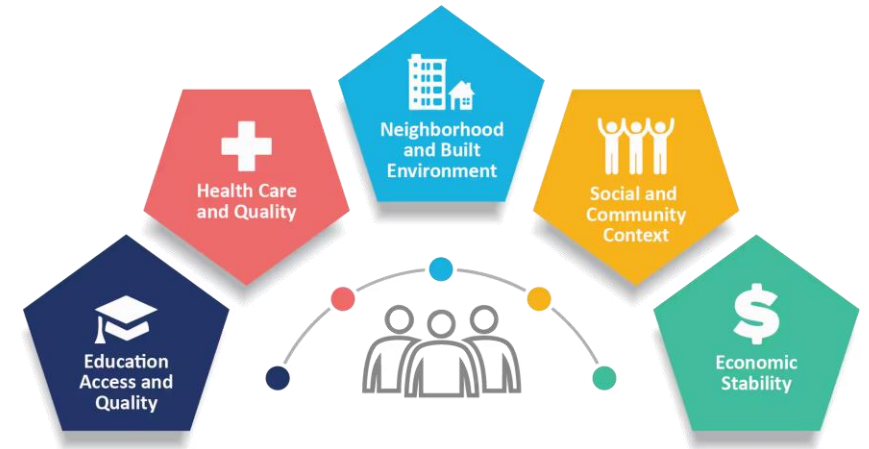 Education
Access and
Quality
Health Care
and Quality
Neighborhood
and Built
Environment
Social and
Community
Context
$
Economic
Stability